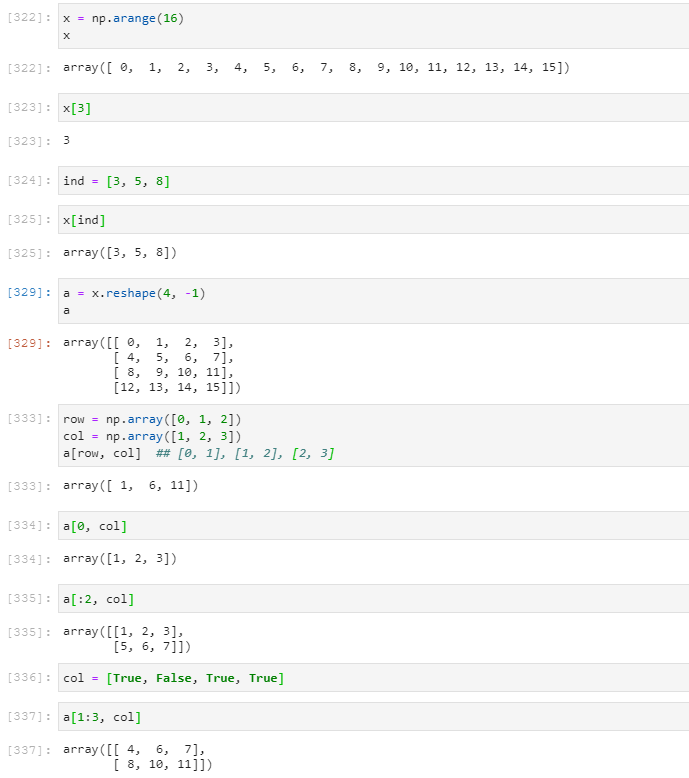 [322]: x = np.arange(16)
x
[322]: array([ 0,  1,  2,  3,  4,  5,  6,  7,  8,  9, 10, 11, 12, 13, 14, 15])
[323]: x[3]
[323]: 3
[324]: ind = [3, 5, 8]
[325]: x[ind]
[325]: array([3, 5, 8])
[329]: a = x.reshape(4, -1)
a
[329]: array([[ 0,  1,  2,  3],
[ 4,  5,  6,  7],
[ 8,  9, 10, 11],
[12, 13, 14, 15]])
[333]: row = np.array([0, 1, 2])
col = np.array([1, 2, 3])
a[row, col]  ## [0, 1], [1, 2], [2, 3]
[333]: array([ 1,  6, 11])
[334]: a[0, col]
[334]: array([1, 2, 3])
[335]: a[:2, col]
[335]: array([[1, 2, 3],
[5, 6, 7]])
[336]: col = [True, False, True, True]
[337]: a[1:3, col]
[337]: array([[ 4,  6,  7],
[ 8, 10, 11]])